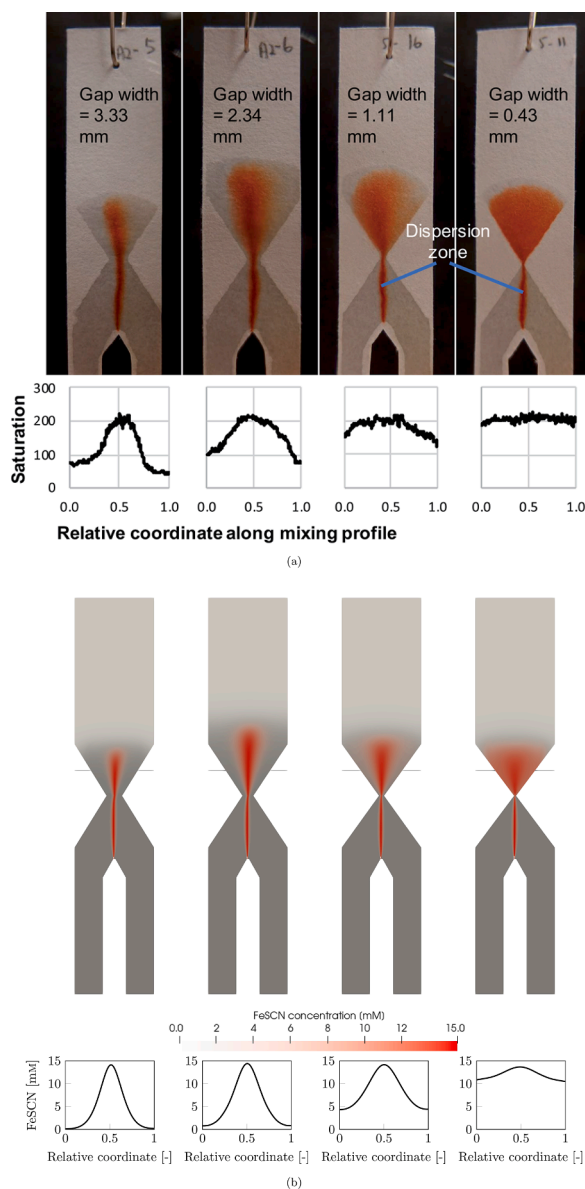 A2-5
A2-6
5-16
5-11
Gap width
= 3.33
mm
Gap width
= 2.34
mm
Gap width
= 1.11
mm
Gap width
= 0.43
mm
Dispersion
zone
Saturation
300
200
100
0
0.0 0.5 1.0
0.0 0.5 1.0
0.0 0.5 1.0
0.0 0.5 1.0
Relative coordinate along mixing profile
(a)
FeSCN concentration [mM]
0.0 2 4 6 8 10 12 15.0
FeSCN [mM]
15
10
5
0
0 0.5 1
Relative coordinate [-]
15
10
5
0
0 0.5 1
Relative coordinate [-]
15
10
5
0
0 0.5 1
Relative coordinate [-]
15
10
5
0
0 0.5 1
Relative coordinate [-]
(b)